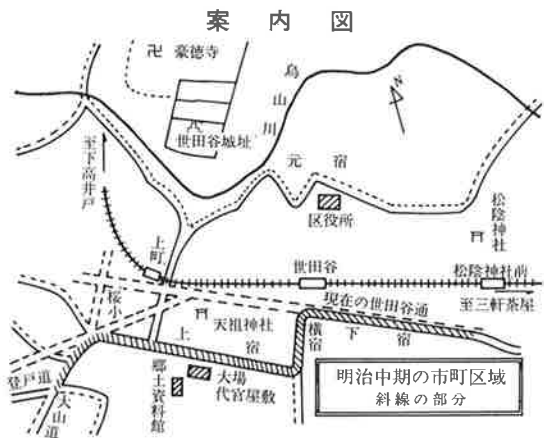 案内図
卍 豪徳寺
烏山川
世田谷城址
N
元宿
至下高井戸
区役所
松陰神社
上町
世田谷
松陰神社前
現在の世田谷通
至三軒茶屋
桜小
天祖神社
上宿
横宿
下宿
登戸道
大山道
郷土資料館
大場
代官屋敷
明治中期の市町区域
斜線の部分